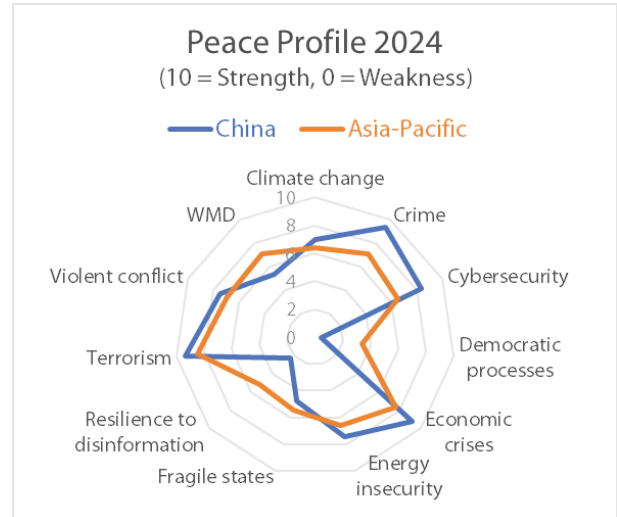 Peace Profile 2024
(10 = Strength, 0 = Weakness)
China Asia-Pacific
Climate change
10
WMD
Crime
8
6
Violent conflict
Cybersecurity
4
2
0
Democratic
processes
Terrorism
Economic
crises
Resilience to
disinformation
Energy
insecurity
Fragile states